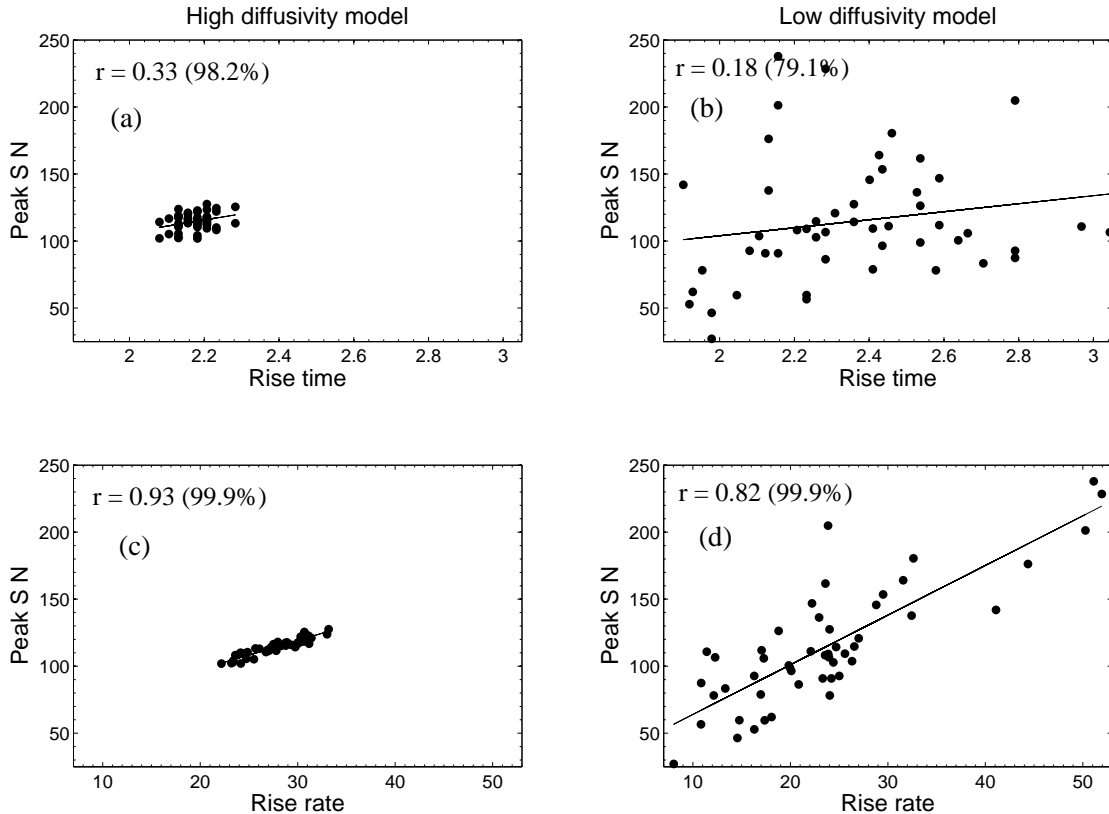 High diffusivity model
Low diffusivity model
250
200
150
100
50
Peak S N
r = 0.33 (98.2%)
(a)
2 2.2 2.4 2.6 2.8 3
Rise time
250
200
150
100
50
Peak S N
r = 0.18 (79.1%)
(b)
2 2.2 2.4 2.6 2.8 3
Rise time
250
200
150
100
50
Peak S N
r = 0.93 (99.9%)
(c)
10 20 30 40 50
Rise rate
250
200
150
100
50
Peak S N
r = 0.82 (99.9%)
(d)
10 20 30 40 50
Rise rate